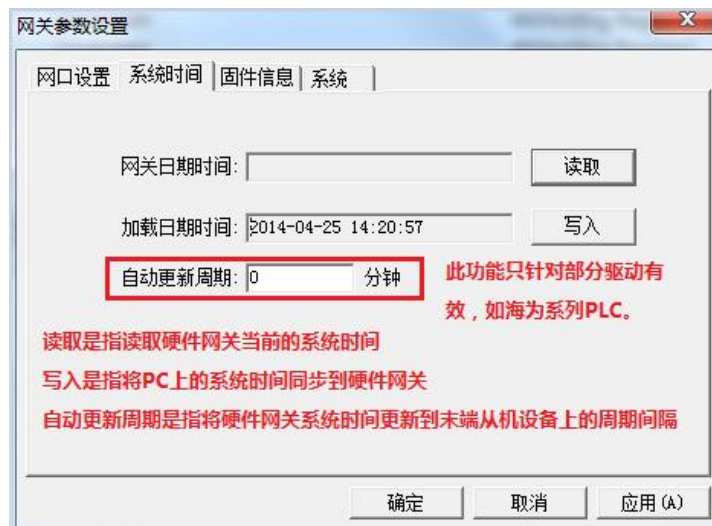 网关参数设置
网口设置 系统时间 固件信息 系统
网关日期时间: 读取
加载日期时间: 2014-04-25 14:20:57 写入
自动更新周期: 0 分钟
此功能只针对部分驱动有
效，如海为系列PLC。
读取是指读取硬件网关当前的系统时间
写入是指将PC上的系统时间同步到硬件网关
自动更新周期是指将硬件网关系统时间更新到末端从机设备上的周期间隔
确定 取消 应用(A)